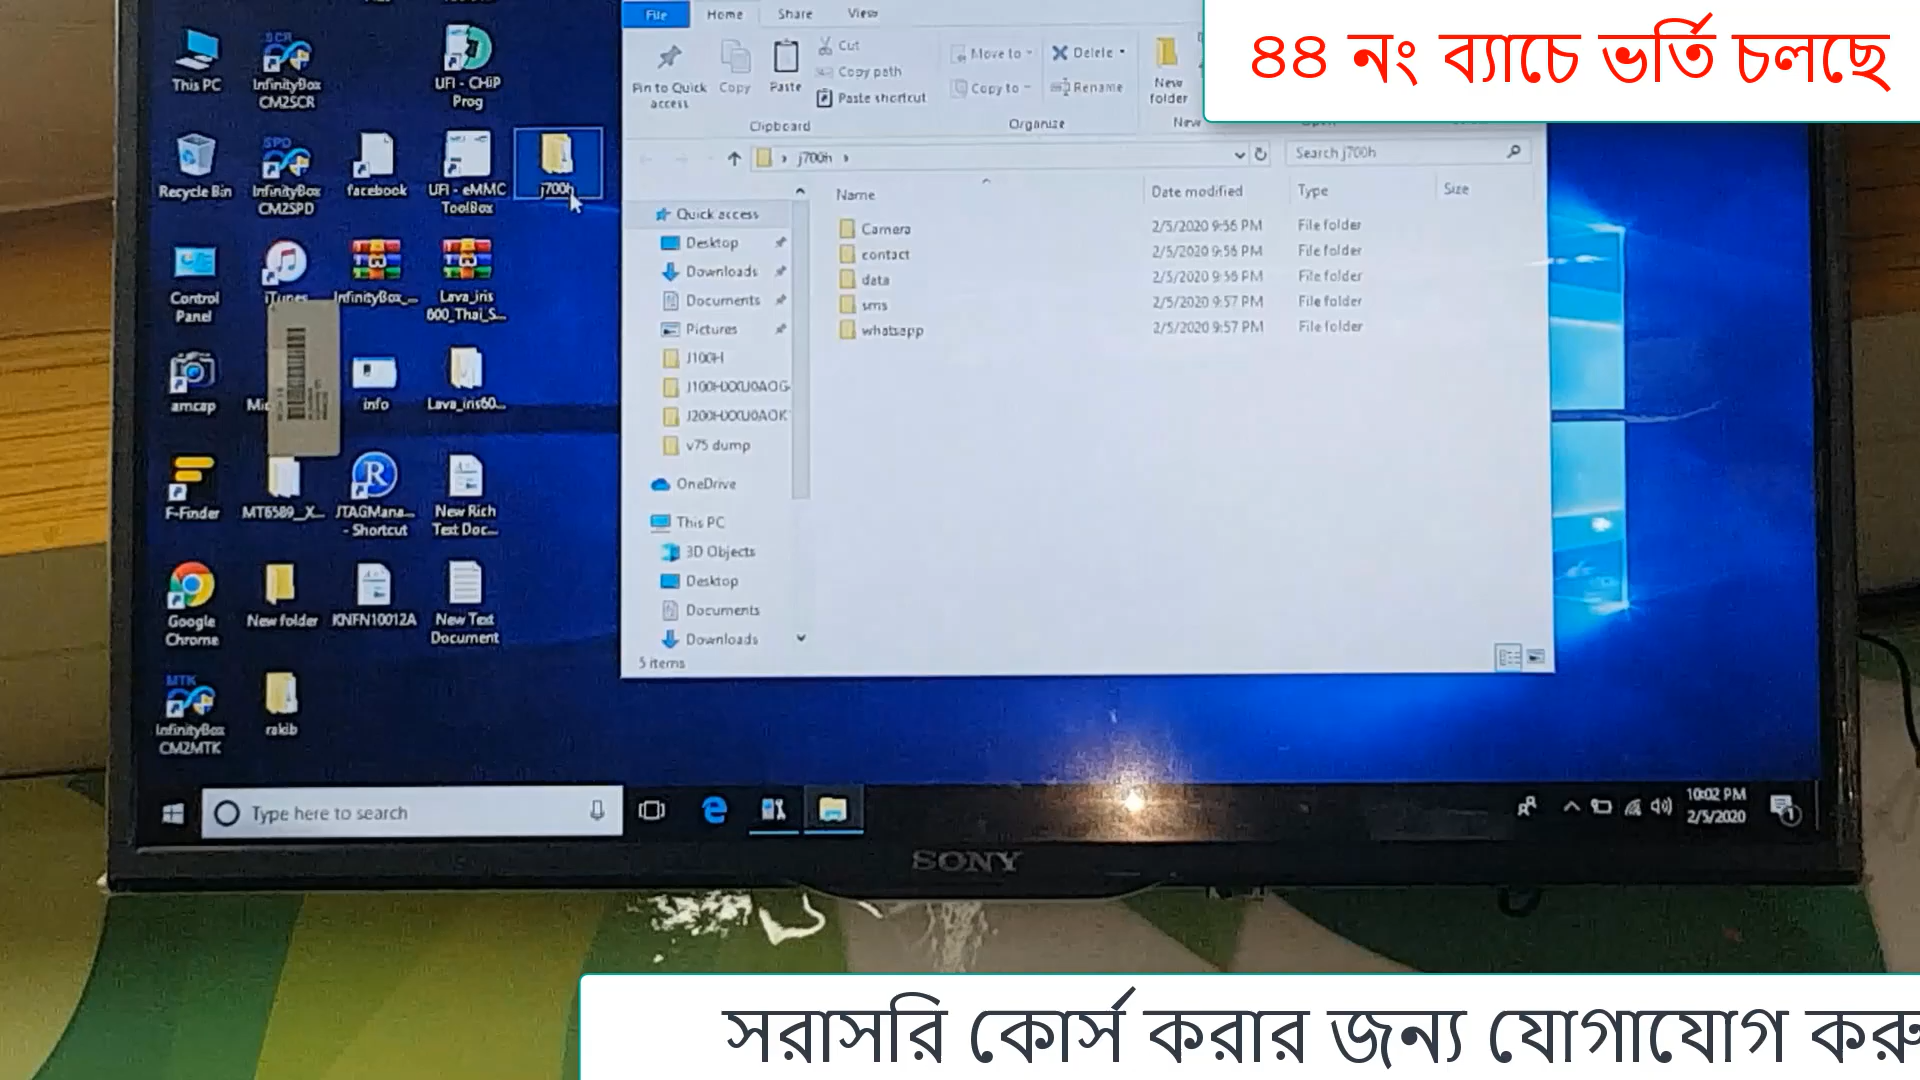 ৪৪ নং ব্যাচে ভর্তি চলছে
File Home Share View
Pin to Quick access
Copy
Paste
Cut
Copy path
Paste shortcut
Clipboard
Move to
Copy to
Delete
Rename
Organize
New folder
New
j700h
Search j700h
Name Date modified Type Size
Camera 2/5/2020 9:56 PM File folder
contact 2/5/2020 9:56 PM File folder
data 2/5/2020 9:56 PM File folder
sms 2/5/2020 9:57 PM File folder
whatsapp 2/5/2020 9:57 PM File folder
Quick access
Desktop
Downloads
Documents
Pictures
J100H
J100HXXU0AOG
J200HXXU0AOK
v75 dump
OneDrive
This PC
3D Objects
Desktop
Documents
Downloads
5 items
This PC
SCR
InfinityBox CM2SCR
UFI - CHiP Prog
Recycle Bin
SPD
InfinityBox CM2SPD
facebook
UFI - eMMC ToolBox
j700h
Control Panel
iTunes
InfinityBox_...
Lava_iris 600_Thai_S...
amcap
info
Lava_iris60...
F-Finder
MT6589__X...
JTAGMana... - Shortcut
New Rich Text Doc...
Google Chrome
New folder
KNFN10012A
New Text Document
MTK
InfinityBox CM2MTK
rakib
Type here to search
10:02 PM
2/5/2020
SONY
সরাসরি কোর্স করার জন্য যোগাযোগ করু